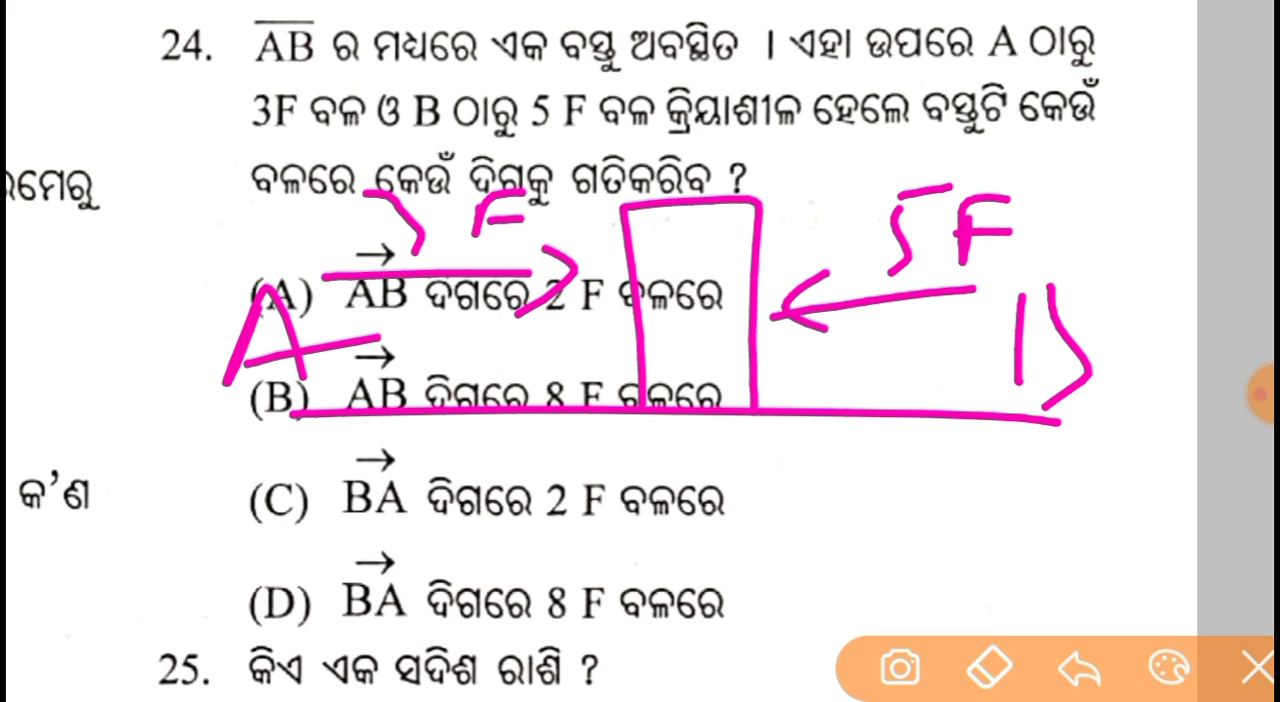 24. AB ର ମଧ୍ୟରେ ଏକ ବସ୍ତୁ ଅବସ୍ଥିତ । ଏହା ଉପରେ A ଠାରୁ
3F ବଳ ଓ B ଠାରୁ 5 F ବଳ କ୍ରିୟାଶୀଳ ହେଲେ ବସ୍ତୁଟି କେଉଁ
ବଳରେ କେଉଁ ଦିଗକୁ ଗତିକରିବ ?
ମେରୁ
F 5F
(A) AB ଦିଗରେ 2 F ବଳରେ
A
(B) AB ଦିଗରେ 8 F ବଳରେ
(C) BA ଦିଗରେ 2 F ବଳରେ
କ'ଣ
(D) BA ଦିଗରେ 8 F ବଳରେ
25. କିଏ ଏକ ସଦିଶ ରାଶି ?